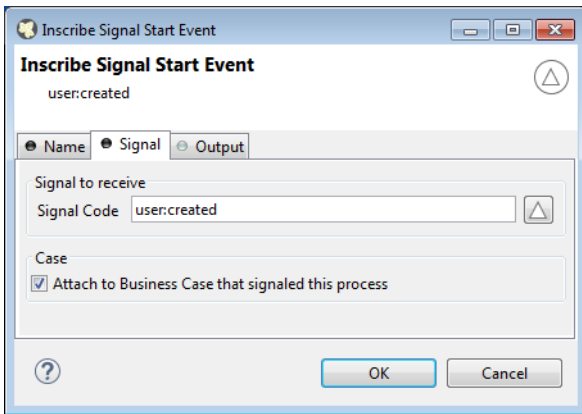 Inscribe Signal Start Event
Inscribe Signal Start Event
user:created
Name Signal Output
Signal to receive
Signal Code user:created
Case
Attach to Business Case that signaled this process
? OK Cancel